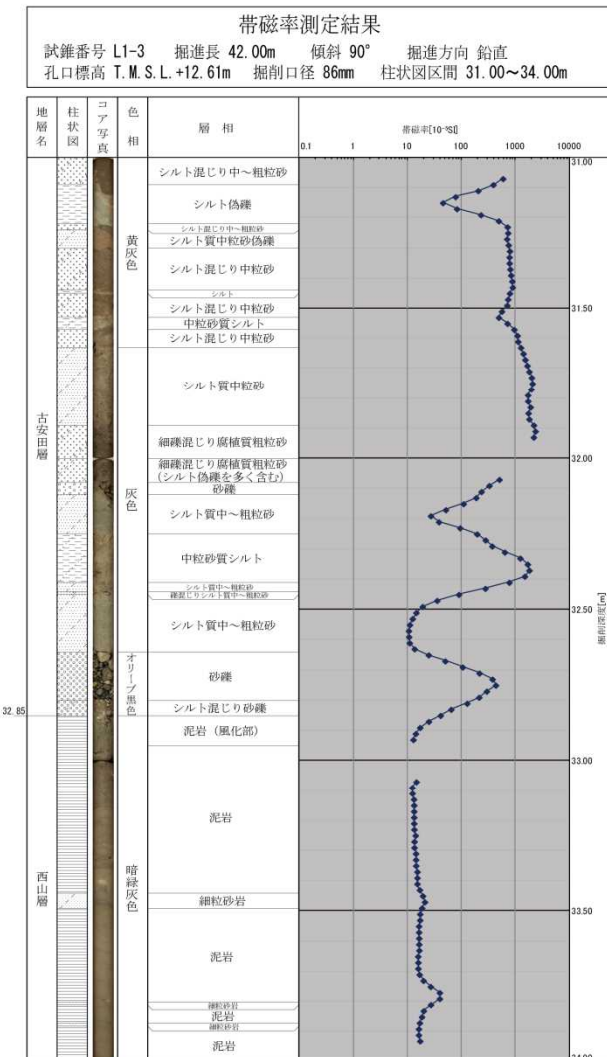 帯磁率測定結果
試錐番号 L1-3 掘進長 42.00m 傾斜 90° 掘進方向 鉛直
孔口標高 T.M.S.L.+12.61m 掘削口径 86mm 柱状図区間 31.00～34.00m
地層名 柱状図 コア写真 色相 層相
帯磁率[10⁻⁵SI]
0.1 1 10 100 1000 10000
31.00
シルト混じり中～粗粒砂
シルト偽礫
シルト混じり中～粗粒砂
シルト質中粒砂偽礫
黄灰色
シルト混じり中粒砂
シルト
31.50
シルト混じり中粒砂
中粒砂質シルト
シルト混じり中粒砂
シルト質中粒砂
古安田層
細礫混じり腐植質粗粒砂
32.00
細礫混じり腐植質粗粒砂
(シルト偽礫を多く含む)
砂礫
灰色
シルト質中～粗粒砂
中粒砂質シルト
シルト質中～粗粒砂
細礫混じりシルト質中～粗粒砂
32.50
掘削深度[m]
シルト質中～粗粒砂
オリーブ黒色
砂礫
シルト混じり砂礫
32.85
泥岩（風化部）
33.00
泥岩
西山層
暗緑灰色
細粒砂岩
33.50
泥岩
細粒砂岩
泥岩
細粒砂岩
泥岩
34.00